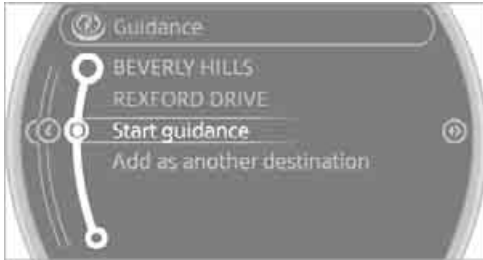 Guidance
BEVERLY HILLS
REXFORD DRIVE
Start guidance
Add as another destination